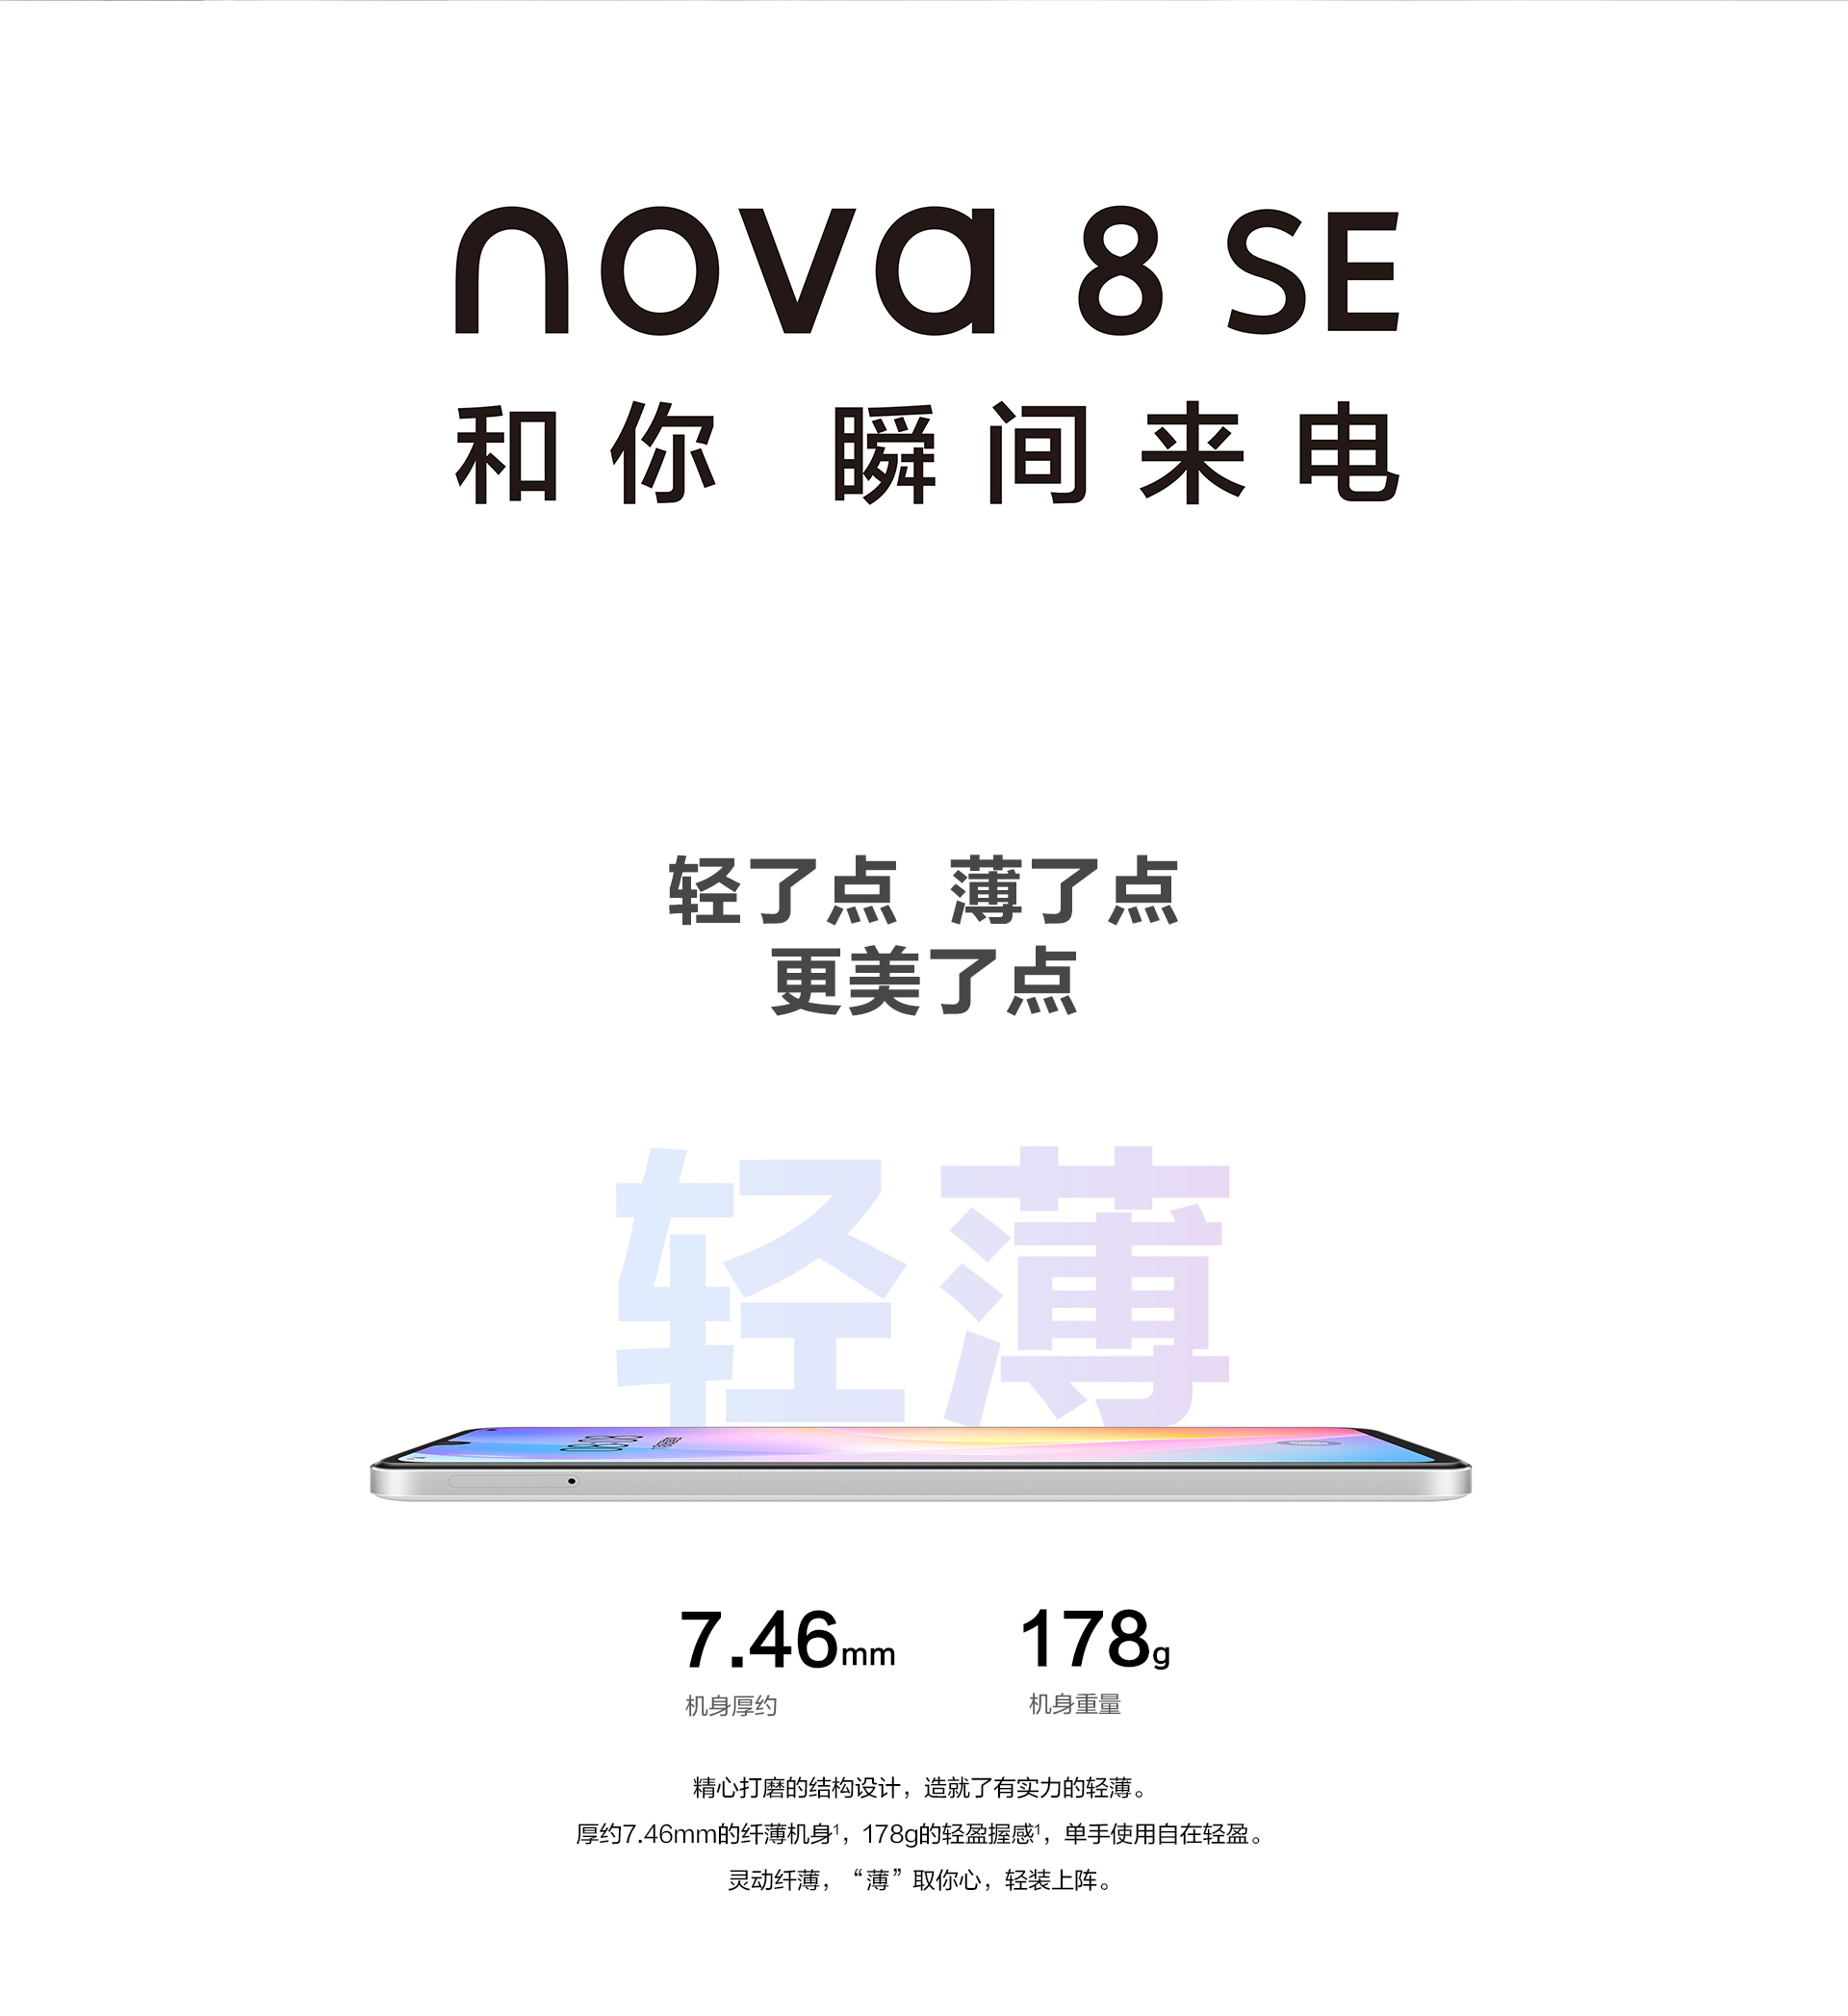 nova 8 SE
和你 瞬间来电
轻了点 薄了点
更美了点
轻薄
7.46mm 178g
机身厚约 机身重量
精心打磨的结构设计，造就了有实力的轻薄。
厚约7.46mm的纤薄机身¹，178g的轻盈握感¹，单手使用自在轻盈。
灵动纤薄，“薄”取你心，轻装上阵。